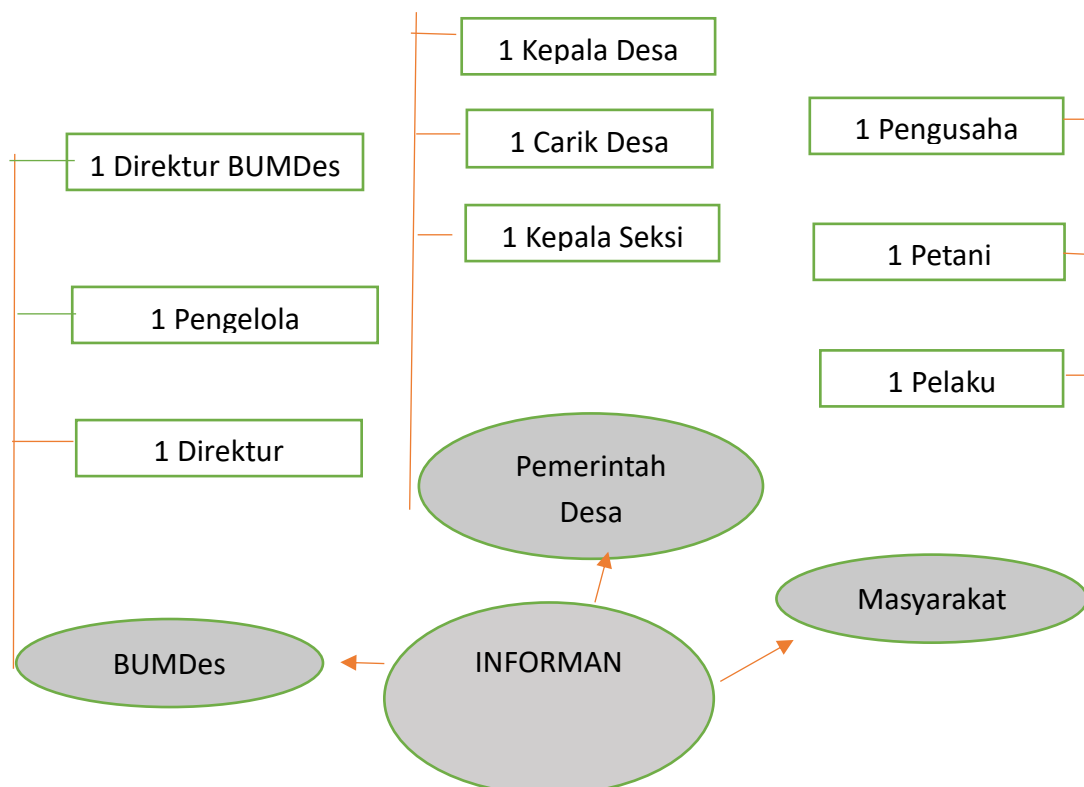 1 Kepala Desa
1 Carik Desa
1 Kepala Seksi
1 Direktur BUMDes
1 Pengelola
1 Direktur
1 Pengusaha
1 Petani
1 Pelaku
Pemerintah
Desa
Masyarakat
BUMDes
INFORMAN